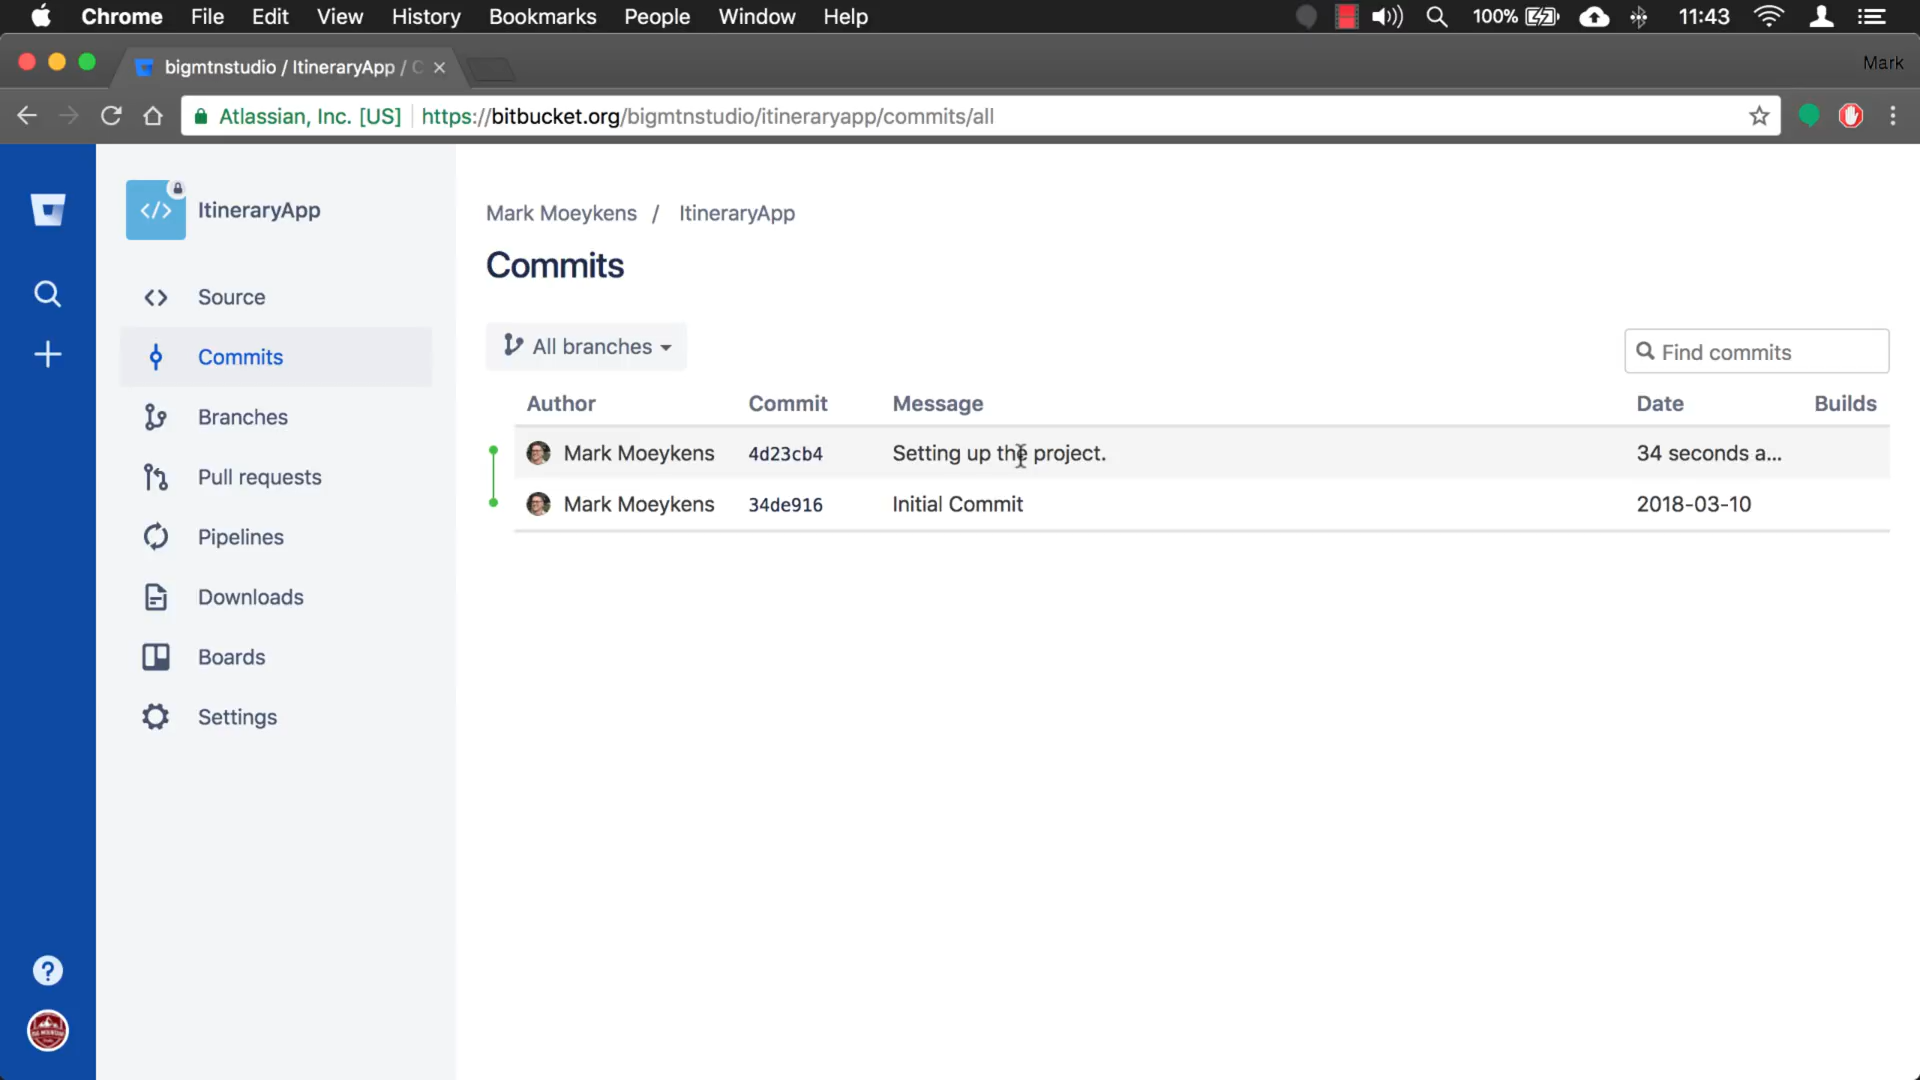 Chrome File Edit View History Bookmarks People Window Help 100% 11:43
bigmtnstudio / ItineraryApp / C Mark
Atlassian, Inc. [US] https://bitbucket.org/bigmtnstudio/itineraryapp/commits/all
ItineraryApp
Source
Commits
Branches
Pull requests
Pipelines
Downloads
Boards
Settings
Mark Moeykens / ItineraryApp
Commits
All branches Find commits
Author Commit Message Date Builds
Mark Moeykens 4d23cb4 Setting up the project. 34 seconds a...
Mark Moeykens 34de916 Initial Commit 2018-03-10